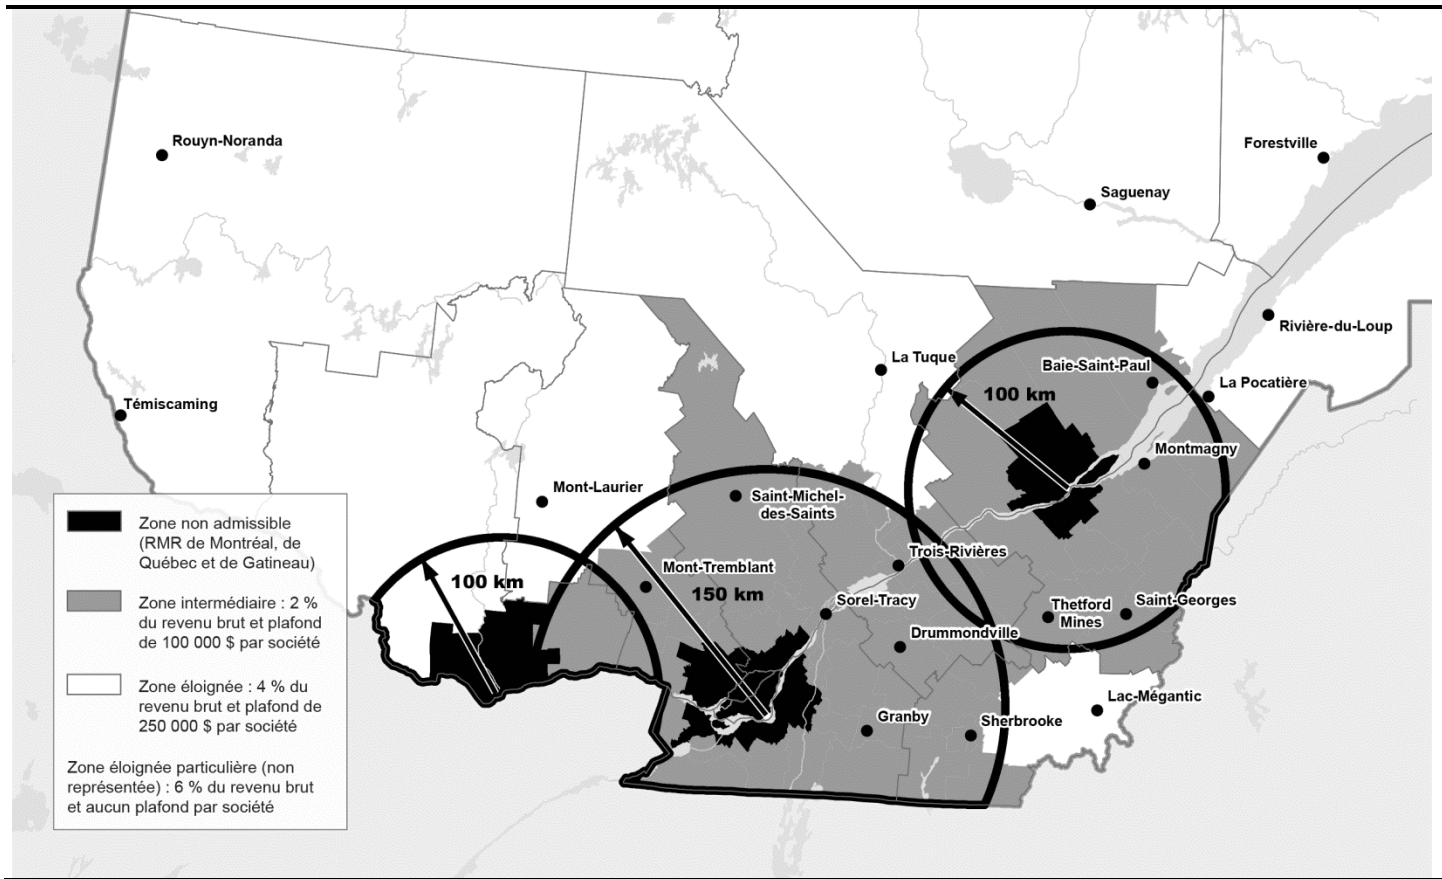 Rouyn-Noranda
Forestville
Saguenay
Rivière-du-Loup
La Tuque
Baie-Saint-Paul
La Pocatière
100 km
Témiscaming
Montmagny
Mont-Laurier
Saint-Michel-
des-Saints
Trois-Rivières
Mont-Tremblant
100 km
150 km
Sorel-Tracy
Thetford
Mines
Saint-Georges
Drummondville
Lac-Mégantic
Granby
Sherbrooke
Zone non admissible
(RMR de Montréal, de
Québec et de Gatineau)
Zone intermédiaire : 2 %
du revenu brut et plafond
de 100 000 $ par société
Zone éloignée : 4 % du
revenu brut et plafond de
250 000 $ par société
Zone éloignée particulière (non
représentée) : 6 % du revenu brut
et aucun plafond par société